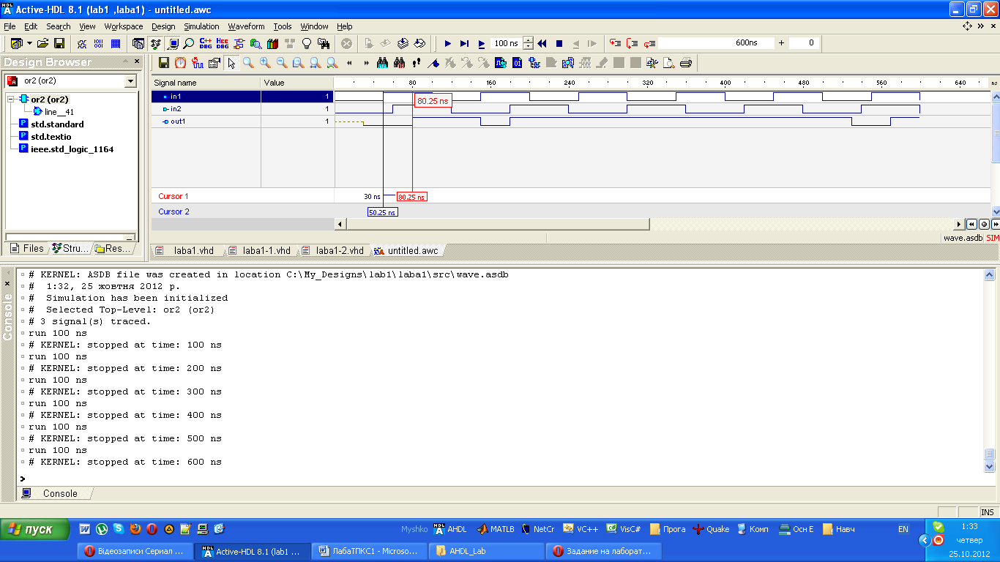 Active-HDL 8.1 (lab1 ,laba1) - untitled.awc
File Edit Search View Workspace Design Simulation Waveform Tools Window Help
100 ns 600ns + 0
Design Browser
or2 (or2)
or2 (or2)
line__41
std.standard
std.textio
ieee.std_logic_1164
Files Stru... Res...
Signal name Value 80 160 240 320 400 480 560 640 ns
in1 1
in2 1
out1 1
80.25 ns
Cursor 1 30 ns 80.25 ns
Cursor 2 50.25 ns
wave.asdb SIM
laba1.vhd laba1-1.vhd laba1-2.vhd untitled.awc
# KERNEL: ASDB file was created in location C:\My_Designs\lab1\laba1\src\wave.asdb
# 1:32, 25 жовтня 2012 р.
# Simulation has been initialized
# Selected Top-Level: or2 (or2)
# 3 signal(s) traced.
run 100 ns
# KERNEL: stopped at time: 100 ns
run 100 ns
# KERNEL: stopped at time: 200 ns
run 100 ns
# KERNEL: stopped at time: 300 ns
run 100 ns
# KERNEL: stopped at time: 400 ns
run 100 ns
# KERNEL: stopped at time: 500 ns
run 100 ns
# KERNEL: stopped at time: 600 ns
>
Console
Console
INS
пуск Myshko AHDL MATLB NetCr VC++ VisC# Прога Quake Комп Осн E Навч EN 1:33
четвер
Відеозаписи Сериал ... Active-HDL 8.1 (lab1 ... ЛабаТПКС1 - Microso... AHDL_Lab Задание на лаборат... 25.10.2012